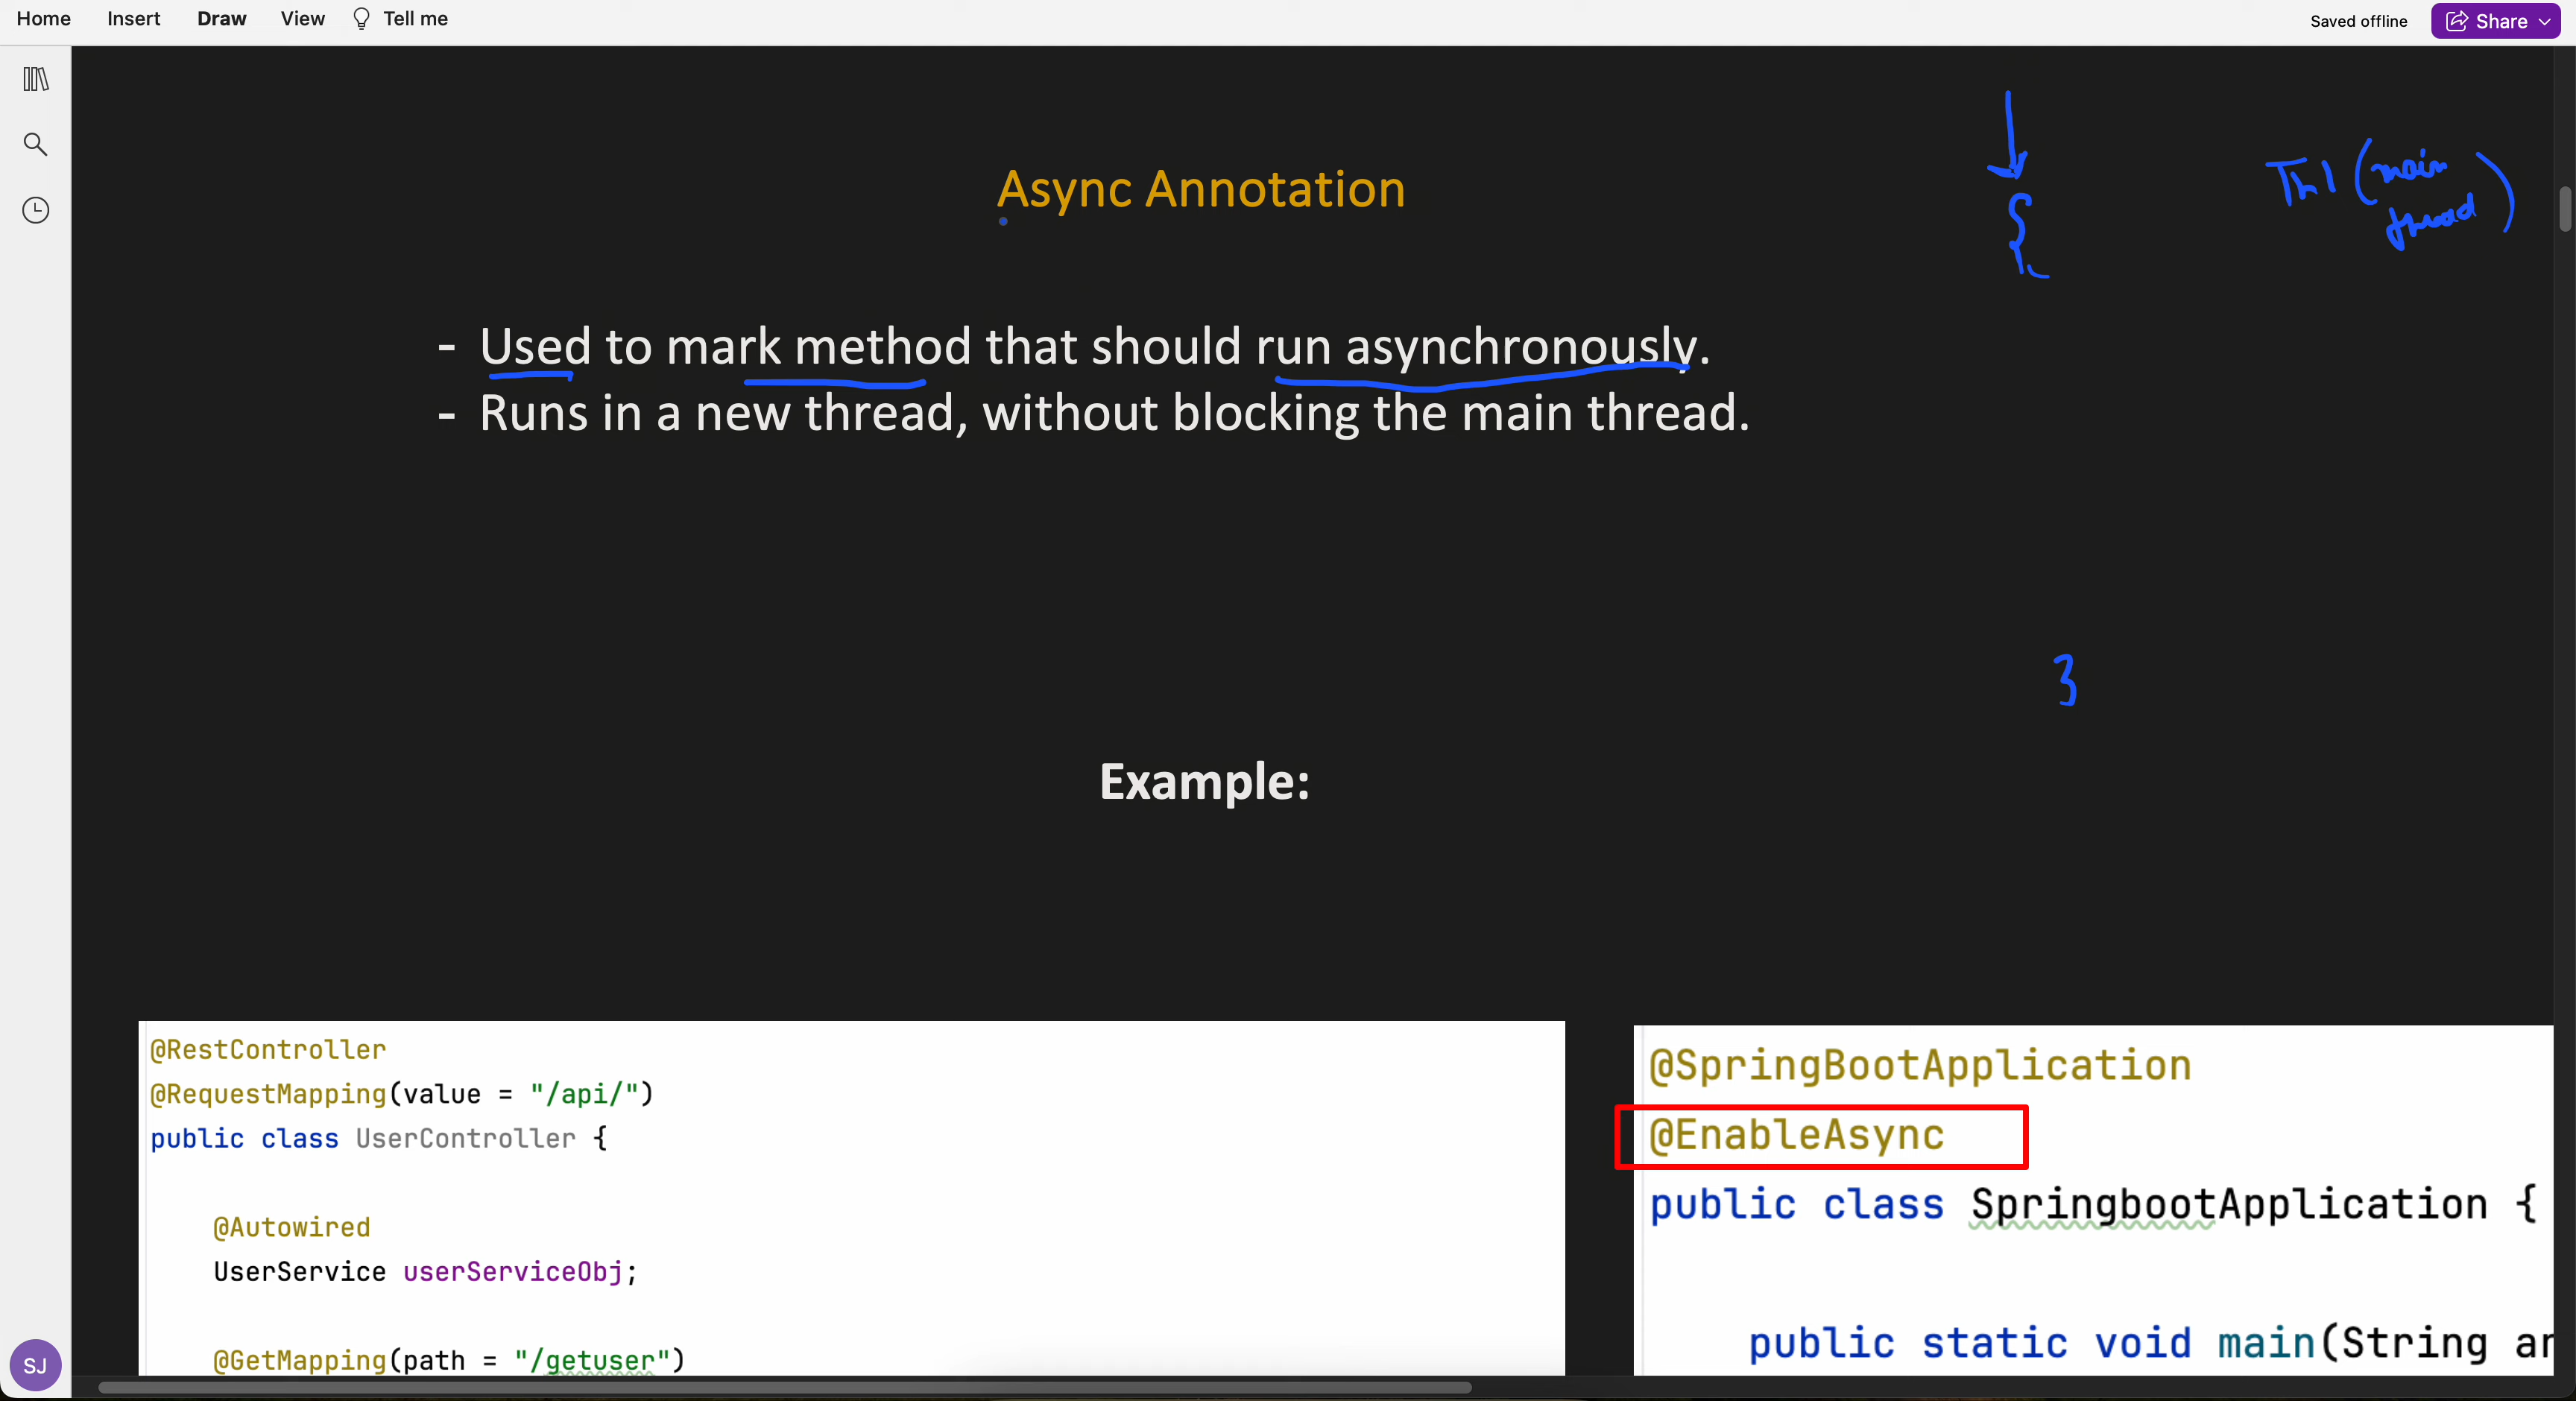 Home Insert Draw View Tell me Saved offline Share
Async Annotation
Th1 (main
thread)
{
- Used to mark method that should run asynchronously.
- Runs in a new thread, without blocking the main thread.
}
Example:
@RestController
@RequestMapping(value = "/api/")
public class UserController {
@Autowired
UserService userServiceObj;
@GetMapping(path = "/getuser")
@SpringBootApplication
@EnableAsync
public class SpringbootApplication {
public static void main(String ar
SJ